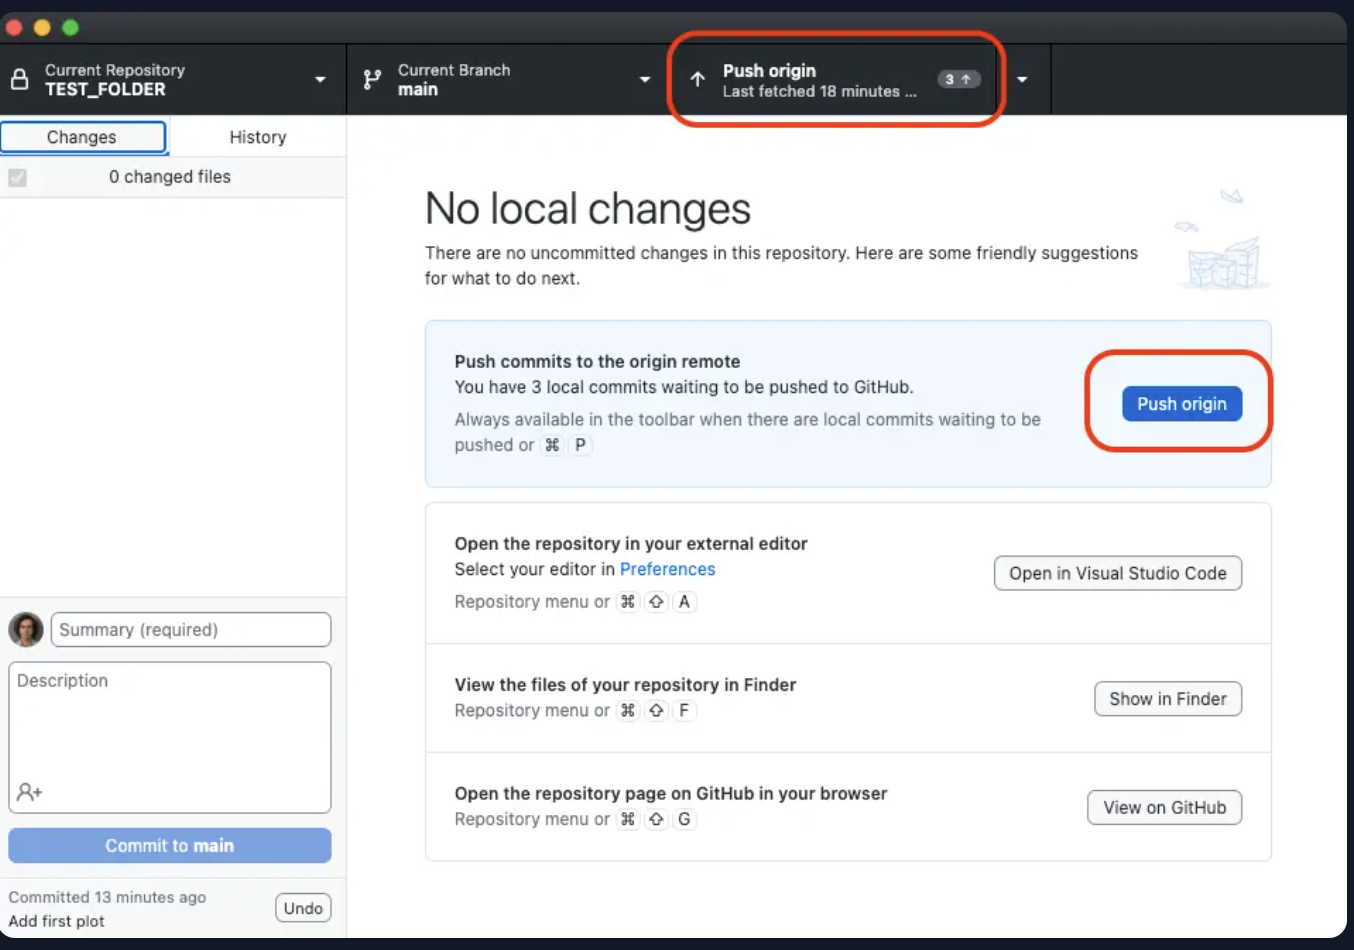 Current Repository
TEST_FOLDER
Current Branch
main
Push origin
Last fetched 18 minutes ...
3 ↑
Changes
History
0 changed files
No local changes
There are no uncommitted changes in this repository. Here are some friendly suggestions
for what to do next.
Push commits to the origin remote
You have 3 local commits waiting to be pushed to GitHub.
Always available in the toolbar when there are local commits waiting to be
pushed or ⌘ P
Push origin
Open the repository in your external editor
Select your editor in Preferences
Repository menu or ⌘ ⇧ A
Open in Visual Studio Code
View the files of your repository in Finder
Repository menu or ⌘ ⇧ F
Show in Finder
Open the repository page on GitHub in your browser
Repository menu or ⌘ ⇧ G
View on GitHub
Summary (required)
Description
Commit to main
Committed 13 minutes ago
Add first plot
Undo